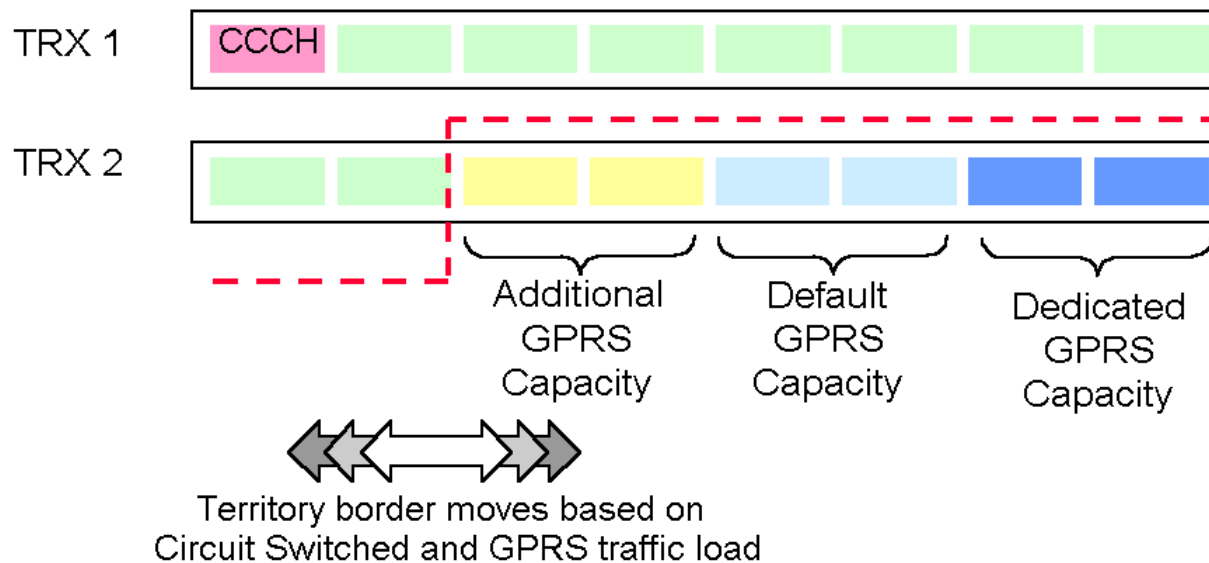 TRX 1
CCCH
TRX 2
Additional
GPRS
Capacity
Default
GPRS
Capacity
Dedicated
GPRS
Capacity
Territory border moves based on
Circuit Switched and GPRS traffic load